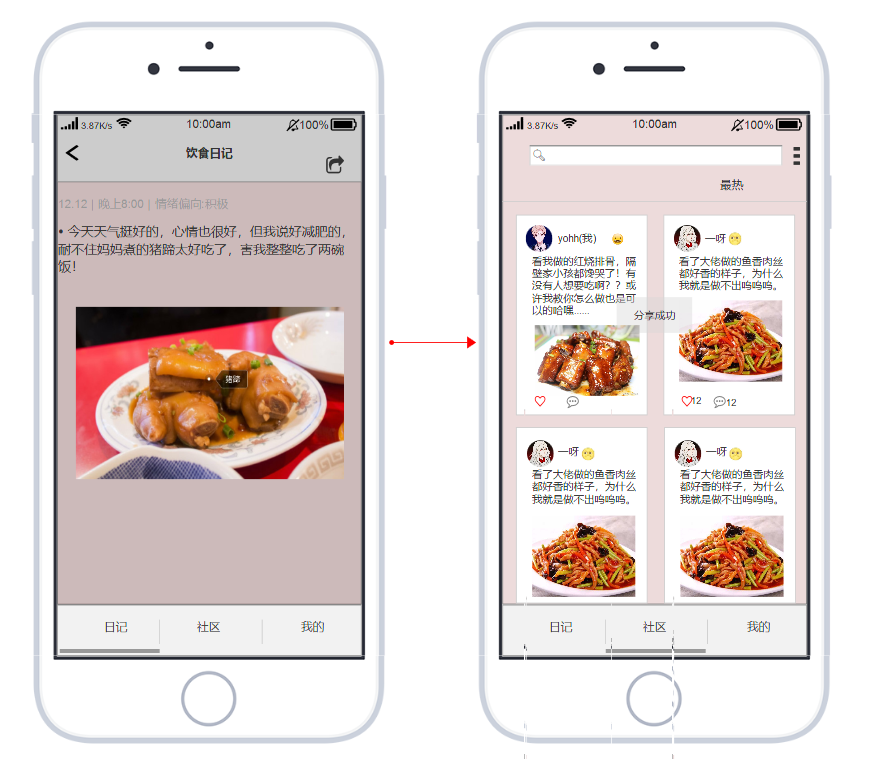 3.87K/s 10:00am 100%
饮食日记
12.12 | 晚上8:00 | 情绪偏向:积极
• 今天天气挺好的，心情也很好，但我说好减肥的，
耐不住妈妈煮的猪蹄太好吃了，害我整整吃了两碗
饭！
猪蹄
日记 社区 我的
3.87K/s 10:00am 100%
最热
yohh(我)
看我做的红烧排骨，隔
壁家小孩都馋哭了！有
没有人想要吃啊？？或
许我教你怎么做也是可
以的哈嘿……
一呀
看了大佬做的鱼香肉丝
都好香的样子，为什么
我就是做不出呜呜呜。
12 12
分享成功
一呀
看了大佬做的鱼香肉丝
都好香的样子，为什么
我就是做不出呜呜呜。
一呀
看了大佬做的鱼香肉丝
都好香的样子，为什么
我就是做不出呜呜呜。
日记 社区 我的